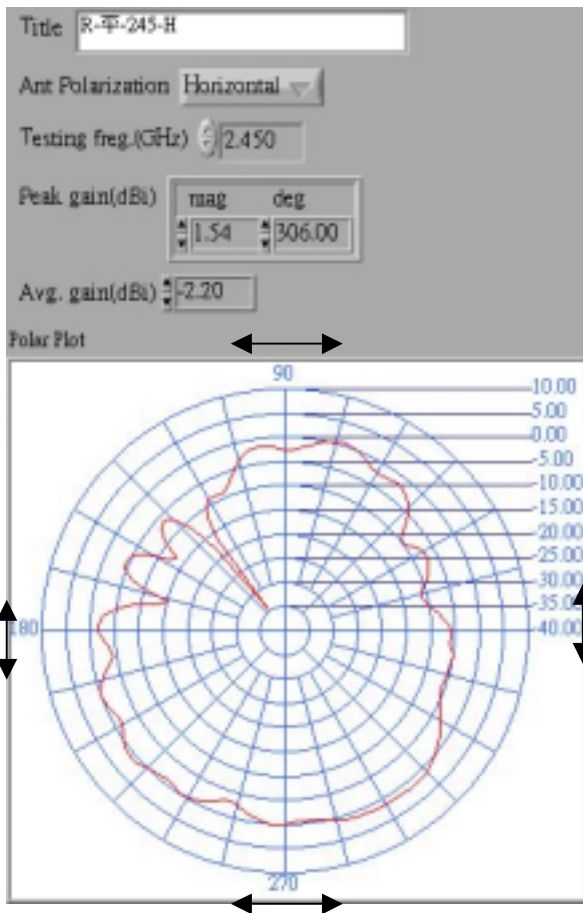 Title R-平-245-H
Ant Polarization Horizontal
Testing freq.(GHz) 2.450
Peak gain(dBi) mag deg
1.54 306.00
Avg. gain(dBi) -2.20
Polar Plot
90
10.00
5.00
0.00
-5.00
-10.00
-15.00
-20.00
-25.00
-30.00
-35.00
180
-40.00
270